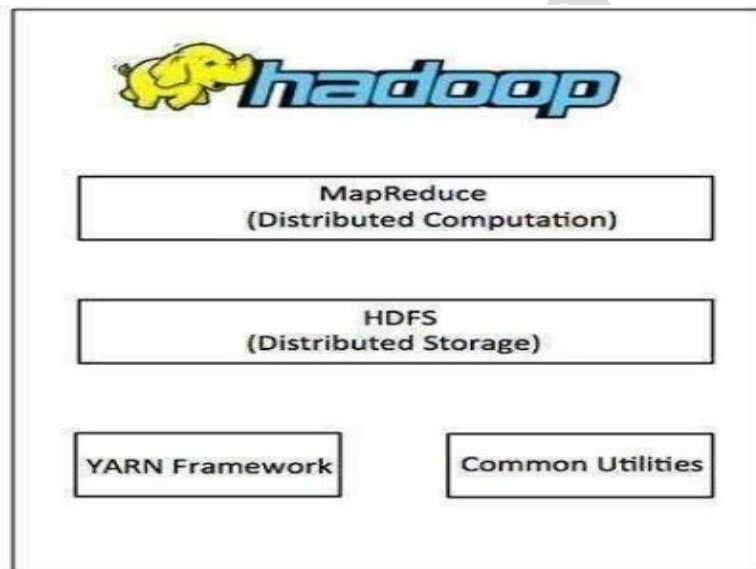 hadoop
MapReduce
(Distributed Computation)
HDFS
(Distributed Storage)
YARN Framework
Common Utilities